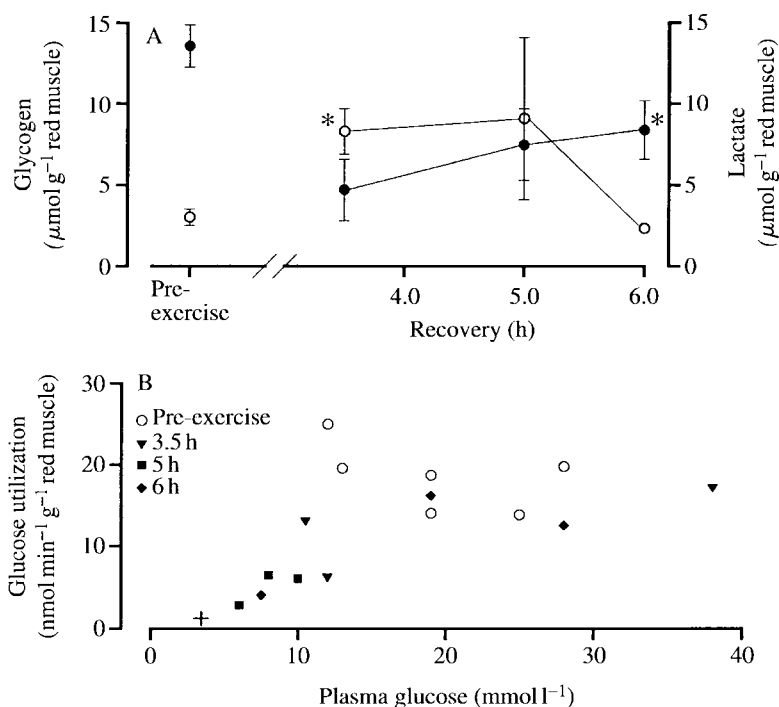 A
15
10
5
0
Glycogen
(μmol g⁻¹ red muscle)
15
10
5
0
Lactate
(μmol g⁻¹ red muscle)
*
*
Pre-
exercise
4.0 5.0 6.0
Recovery (h)
B
30
20
10
0
Glucose utilization
(nmol min⁻¹ g⁻¹ red muscle)
Pre-exercise
3.5 h
5 h
6 h
0 10 20 30 40
Plasma glucose (mmol l⁻¹)